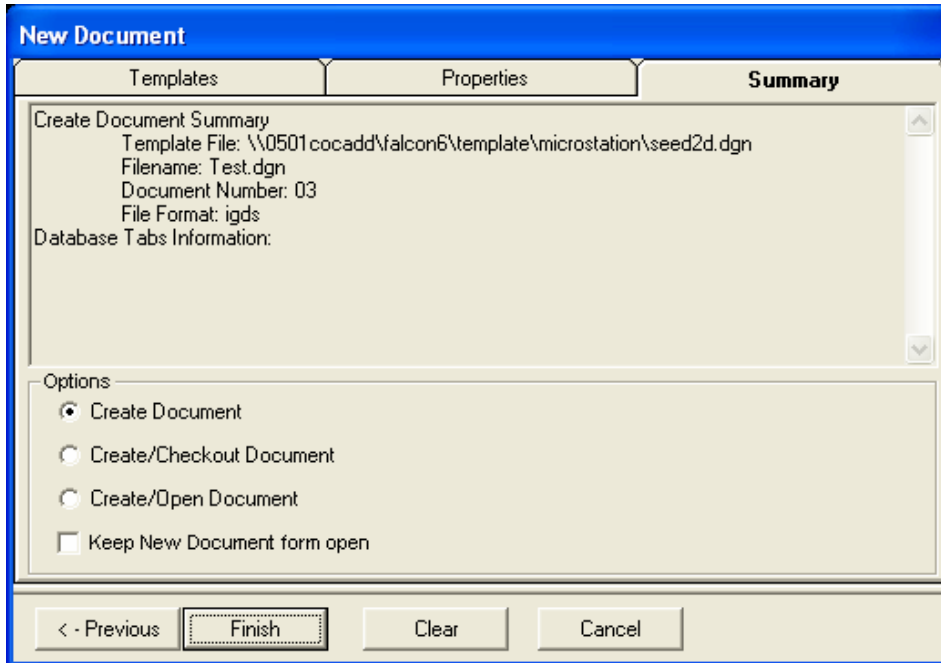 New Document
Templates Properties Summary
Create Document Summary
Template File: \\0501cocadd\falcon6\template\microstation\seed2d.dgn
Filename: Test.dgn
Document Number: 03
File Format: igds
Database Tabs Information:
Options
Create Document
Create/Checkout Document
Create/Open Document
Keep New Document form open
< - Previous Finish Clear Cancel